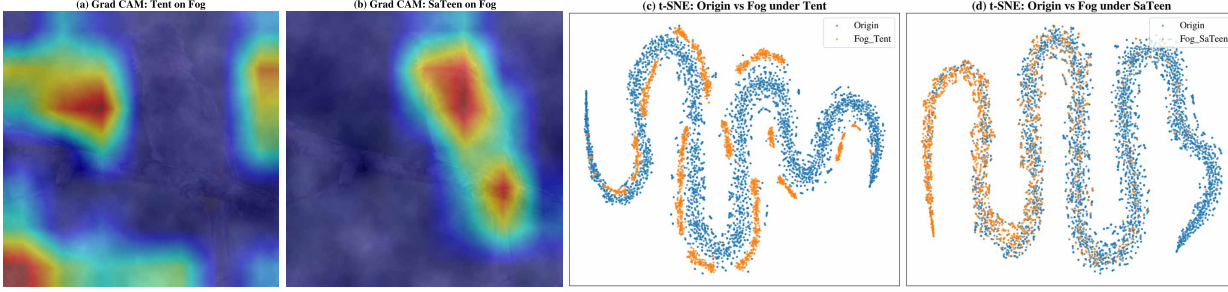 (a) Grad CAM: Tent on Fog
(b) Grad CAM: SaTeen on Fog
(c) t-SNE: Origin vs Fog under Tent
(d) t-SNE: Origin vs Fog under SaTeen
Origin
Fog_Tent
Origin
Fog_SaTeen